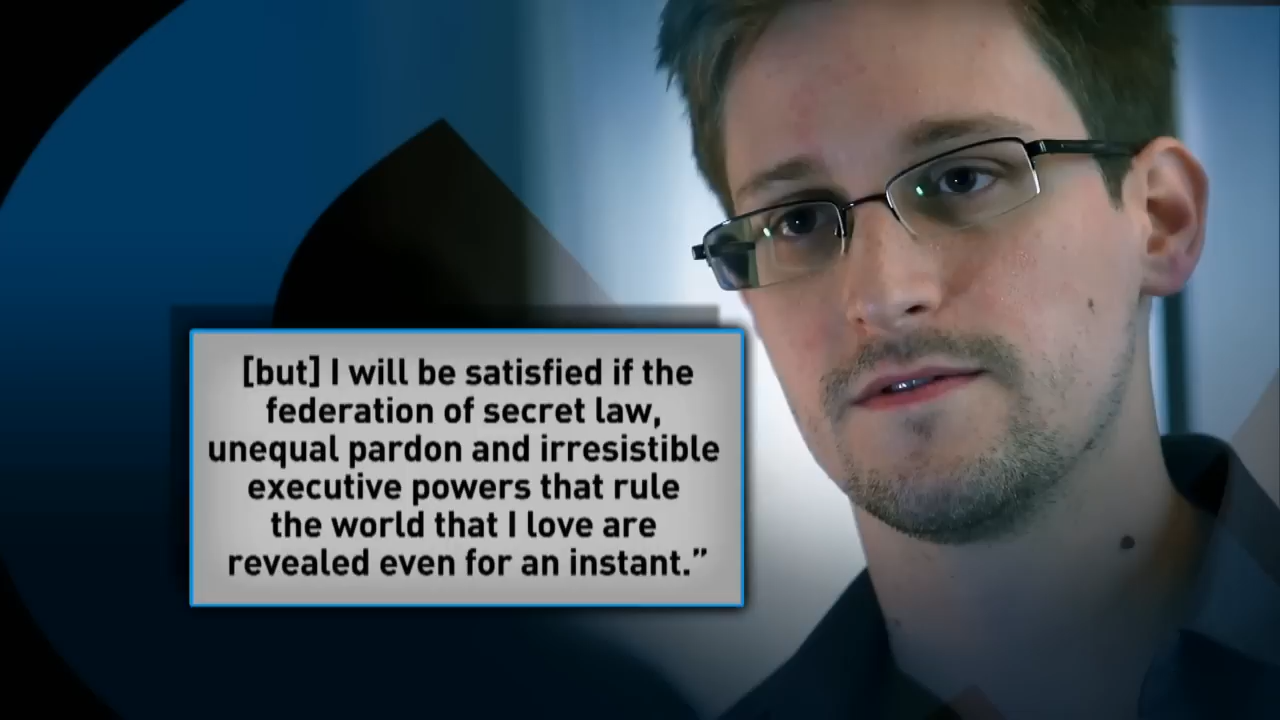 [but] I will be satisfied if the
federation of secret law,
unequal pardon and irresistible
executive powers that rule
the world that I love are
revealed even for an instant.”